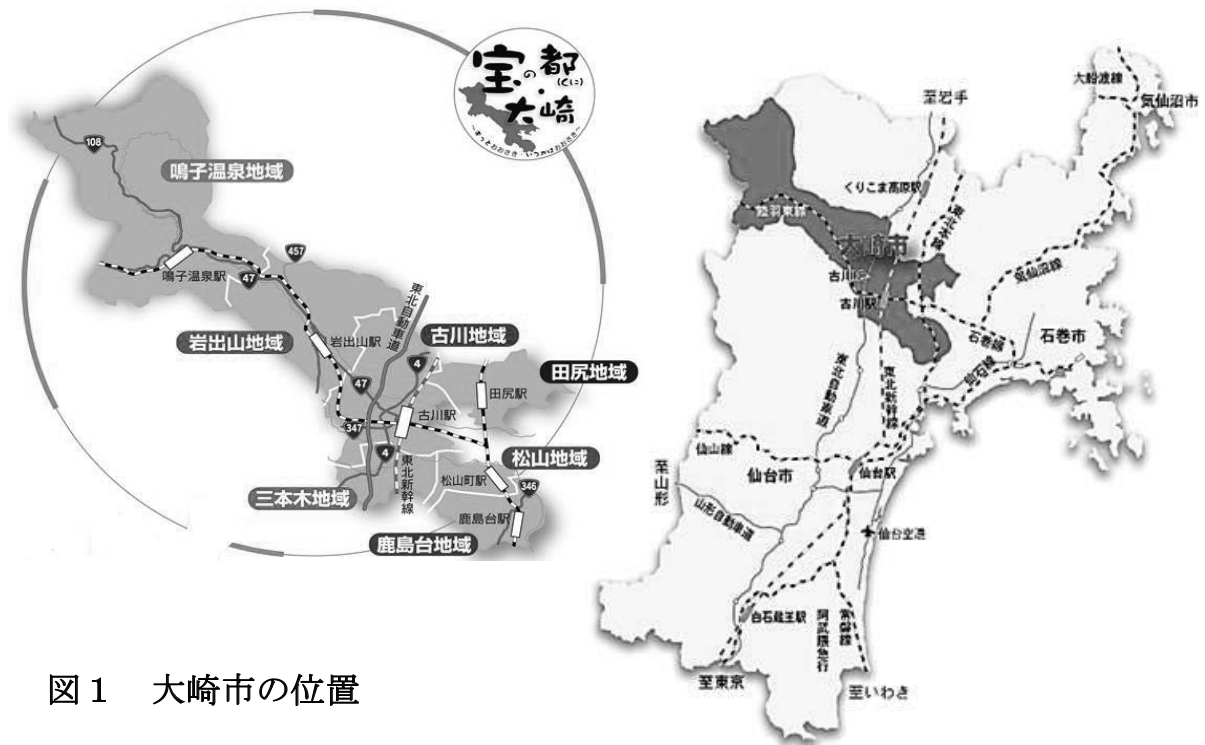 宝の都
(くに)
・大崎
108
鳴子温泉地域
鳴子温泉駅
47
457
岩出山地域
岩出山駅
東北自動車道
47
4
古川地域
田尻地域
田尻駅
古川駅
347
4
東北新幹線
三本木地域
松山地域
松山町駅
346
鹿島台駅
鹿島台地域
図1 大崎市の位置
大船渡線
気仙沼市
至岩手
くりこま高原駅
陸羽東線
東北本線
大崎市
気仙沼線
古川駅
石巻線
石巻市
仙石線
東北自動車道
東北新幹線
仙山線
仙台市
仙台駅
至山形
山形自動車道
仙台空港
白石蔵王駅
阿武隈急行
常磐線
至東京
至いわき